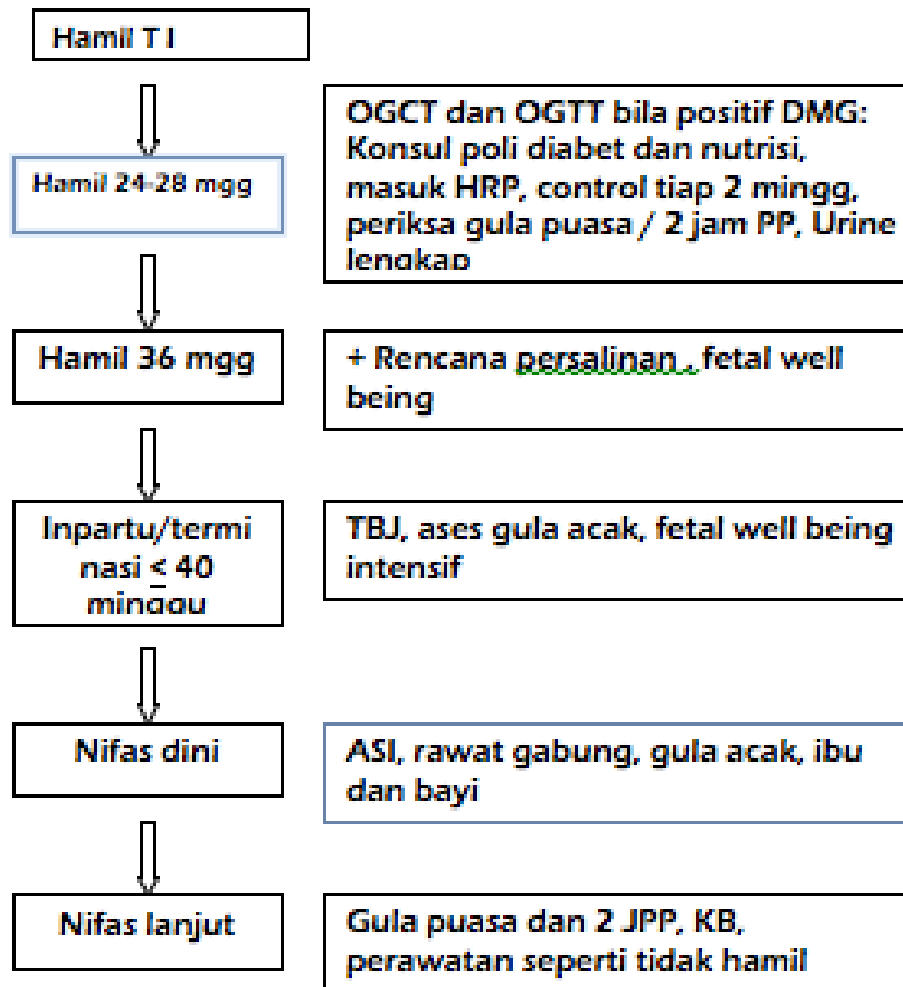 Hamil T I
OGCT dan OGTT bila positif DMG:
Konsul poli diabet dan nutrisi,
masuk HRP, control tiap 2 mingg,
periksa gula puasa / 2 jam PP, Urine
lengkap
Hamil 24-28 mgg
Hamil 36 mgg
+ Rencana persalinan , fetal well
being
Inpartu/termi
nasi ≤ 40
minggu
TBJ, ases gula acak, fetal well being
intensif
Nifas dini
ASI, rawat gabung, gula acak, ibu
dan bayi
Nifas lanjut
Gula puasa dan 2 JPP, KB,
perawatan seperti tidak hamil